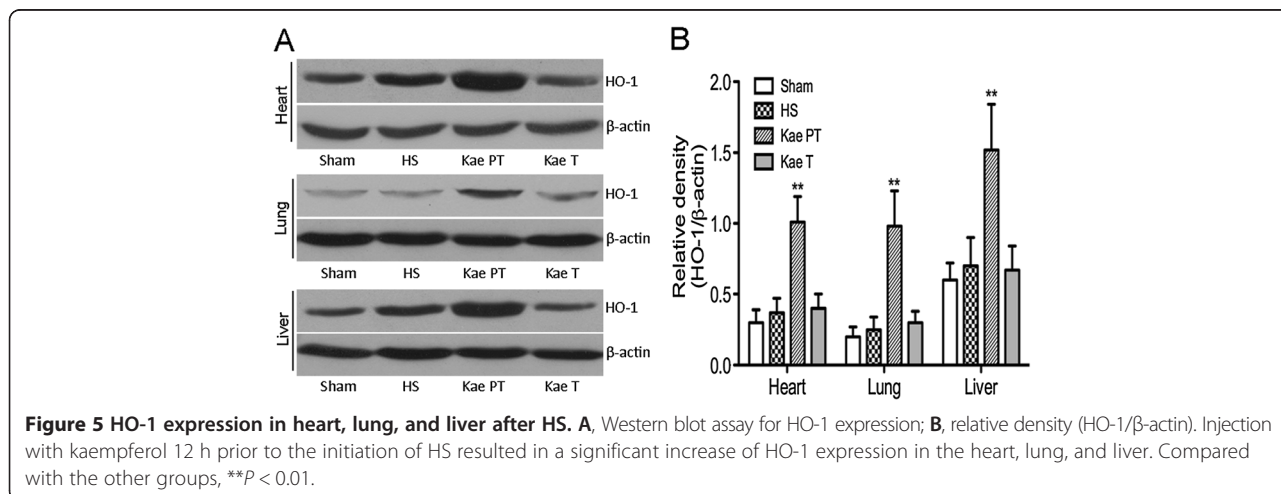 A
Heart
HO-1
β-actin
Sham HS Kae PT Kae T
Lung
HO-1
β-actin
Sham HS Kae PT Kae T
Liver
HO-1
β-actin
Sham HS Kae PT Kae T
B
Relative density
(HO-1/β-actin)
2.0
1.5
1.0
0.5
0.0
Sham
HS
Kae PT
Kae T
**
**
**
Heart Lung Liver
Figure 5 HO-1 expression in heart, lung, and liver after HS. A, Western blot assay for HO-1 expression; B, relative density (HO-1/β-actin). Injection
with kaempferol 12 h prior to the initiation of HS resulted in a significant increase of HO-1 expression in the heart, lung, and liver. Compared
with the other groups, **P < 0.01.